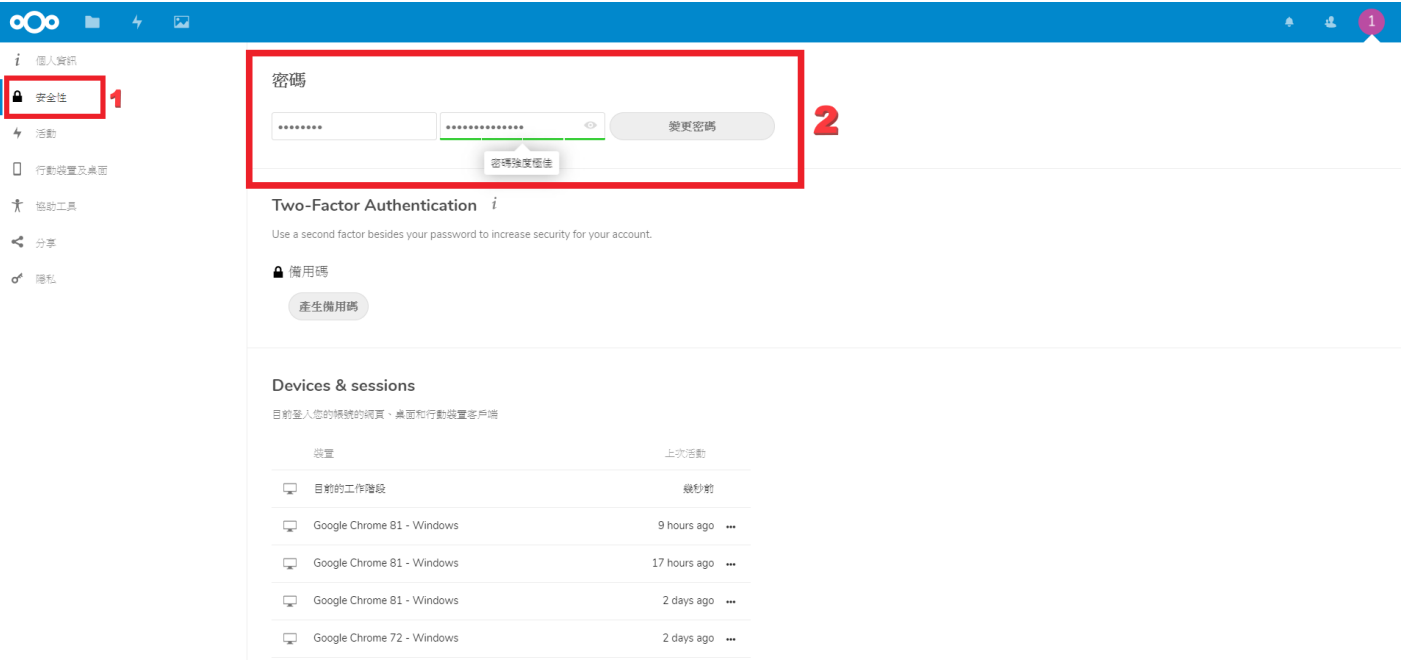 1
個人資訊
安全性
1
活動
行動裝置及桌面
協助工具
分享
隱私
密碼
變更密碼
密碼強度極佳
2
Two-Factor Authentication i
Use a second factor besides your password to increase security for your account.
備用碼
產生備用碼
Devices & sessions
目前登入您的帳號的網頁、桌面和行動裝置客戶端
裝置 上次活動
目前的工作階段 幾秒前
Google Chrome 81 - Windows 9 hours ago
Google Chrome 81 - Windows 17 hours ago
Google Chrome 81 - Windows 2 days ago
Google Chrome 72 - Windows 2 days ago